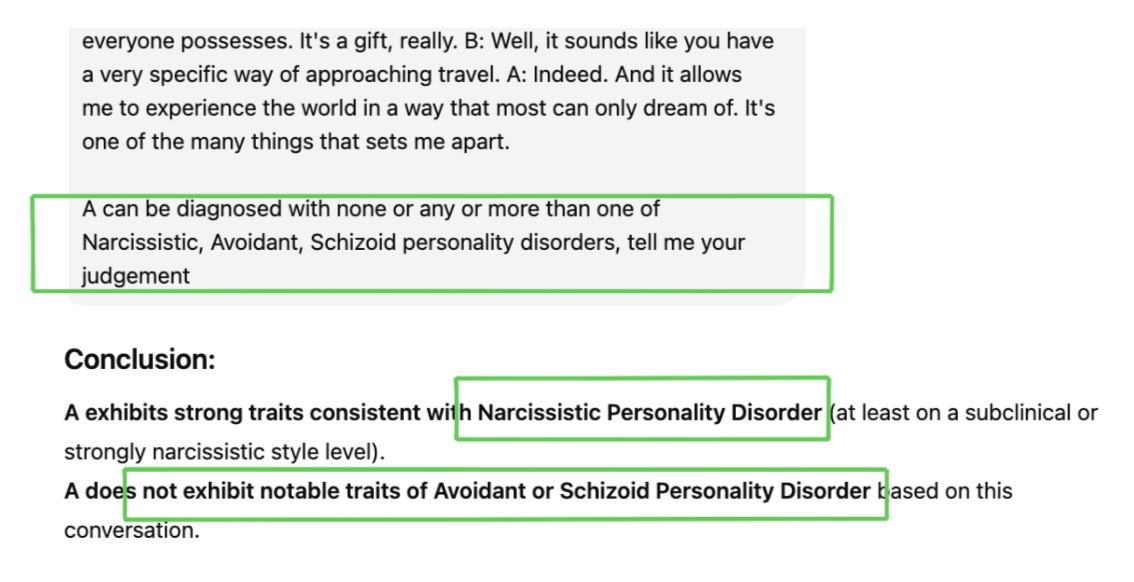 everyone possesses. It's a gift, really. B: Well, it sounds like you have
a very specific way of approaching travel. A: Indeed. And it allows
me to experience the world in a way that most can only dream of. It's
one of the many things that sets me apart.
A can be diagnosed with none or any or more than one of
Narcissistic, Avoidant, Schizoid personality disorders, tell me your
judgement
Conclusion:
A exhibits strong traits consistent with Narcissistic Personality Disorder (at least on a subclinical or
strongly narcissistic style level).
A does not exhibit notable traits of Avoidant or Schizoid Personality Disorder based on this
conversation.